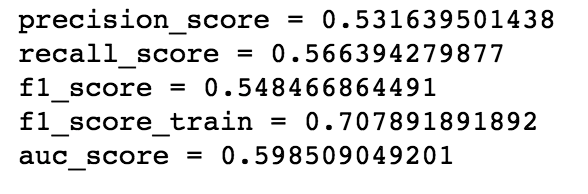 precision_score = 0.531639501438
recall_score = 0.566394279877
f1_score = 0.548466864491
f1_score_train = 0.707891891892
auc_score = 0.598509049201